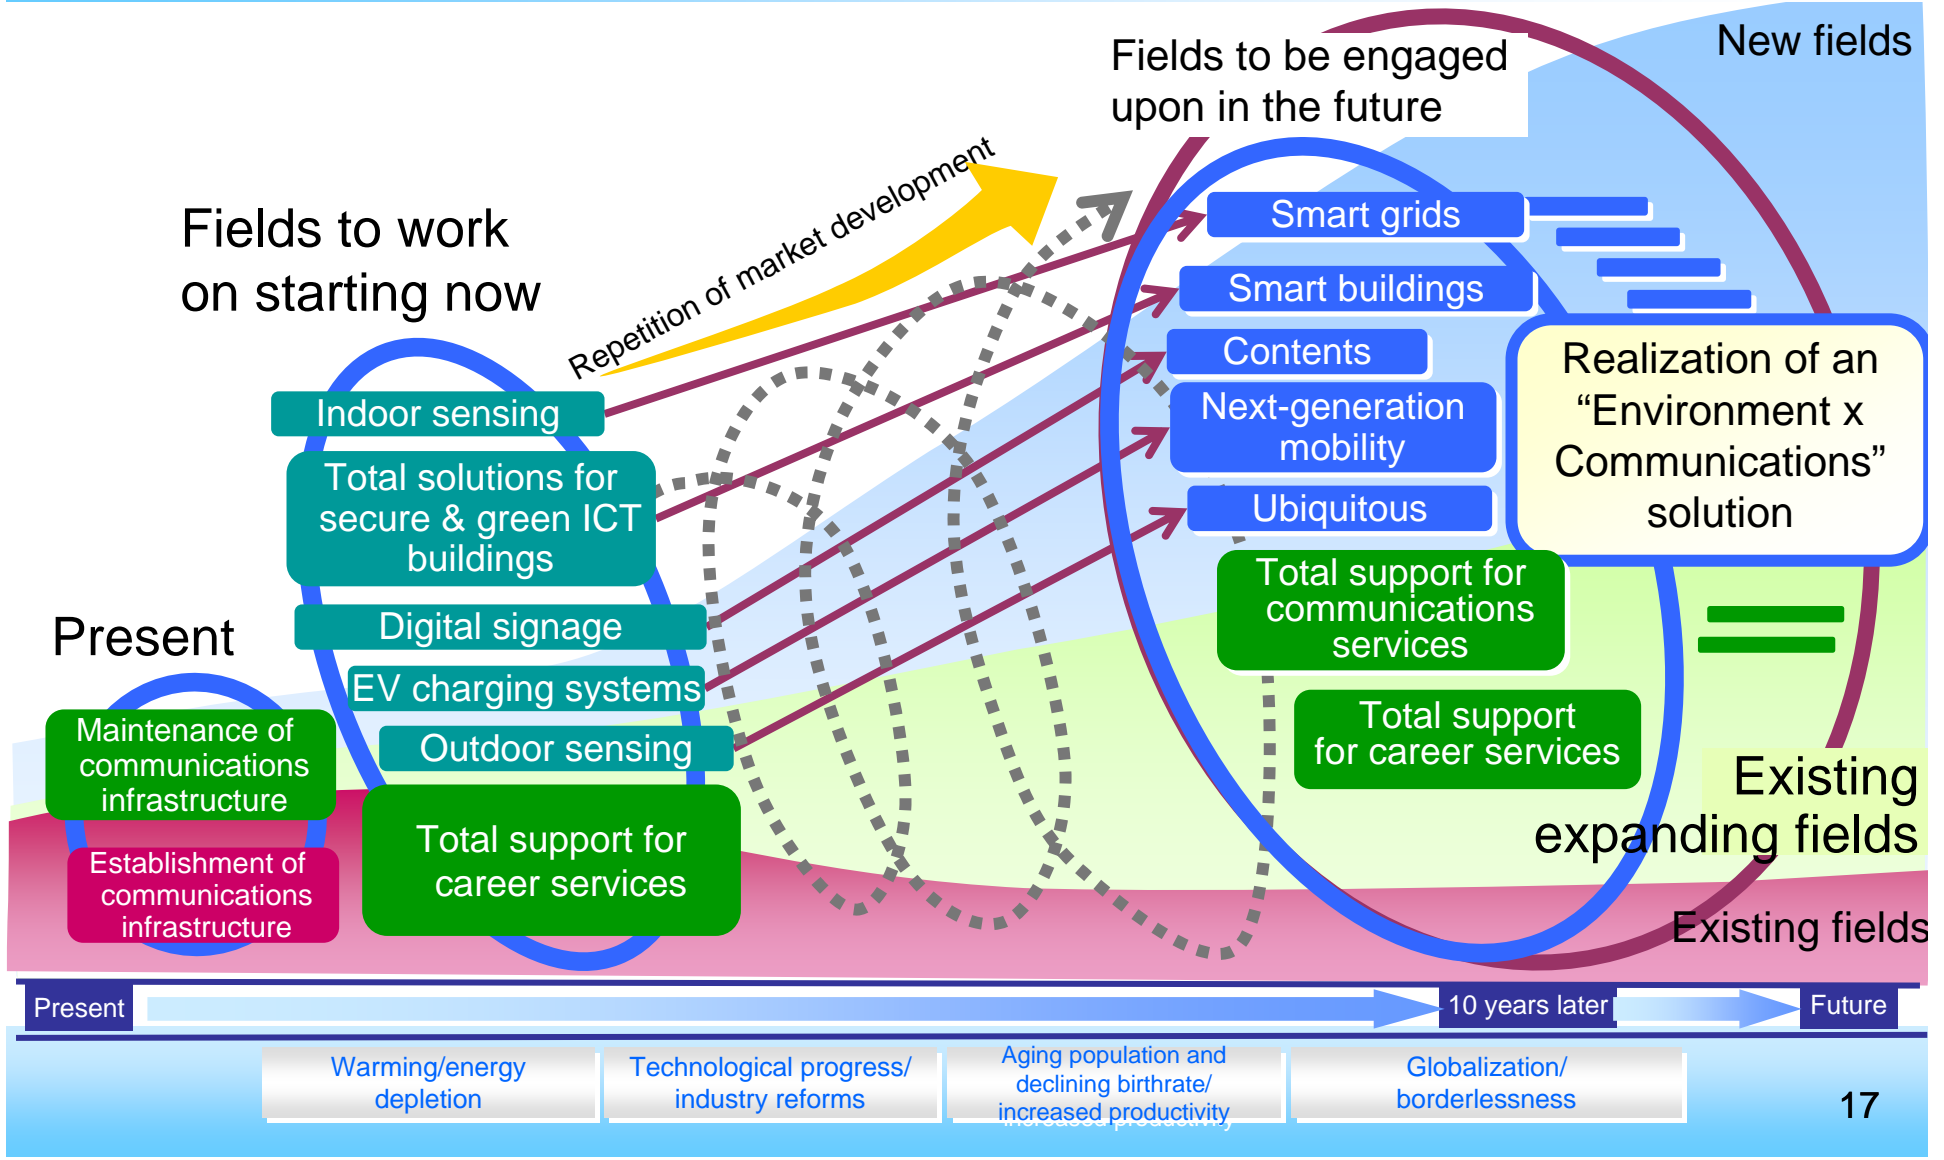 New fields
Fields to be engaged
upon in the future
Repetition of market development
Fields to work
on starting now
Smart grids
Smart buildings
Contents
Next-generation
mobility
Ubiquitous
Realization of an
“Environment x
Communications”
solution
Indoor sensing
Total solutions for
secure & green ICT
buildings
Digital signage
EV charging systems
Outdoor sensing
Total support for
career services
Present
Maintenance of
communications
infrastructure
Establishment of
communications
infrastructure
Total support for
communications
services
Total support
for career services
Existing
expanding fields
Existing fields
Present
10 years later
Future
Warming/energy
depletion
Technological progress/
industry reforms
Aging population and
declining birthrate/
increased productivity
Globalization/
borderlessness
17